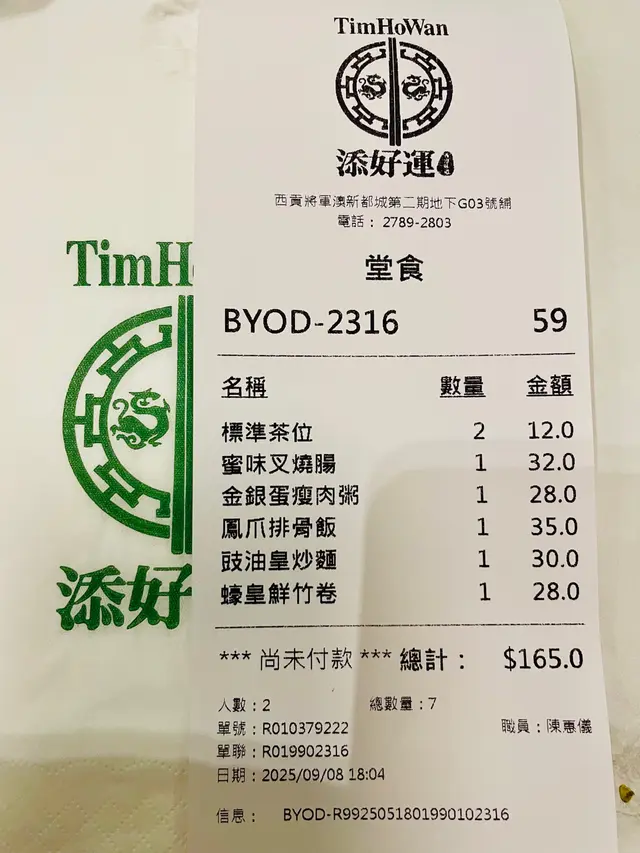 TimHoWan
添好運
西貢將軍澳新都城第二期地下G03號舖
電話： 2789-2803
堂食
BYOD-2316 59
名稱 數量 金額
標準茶位 2 12.0
蜜味叉燒腸 1 32.0
金銀蛋瘦肉粥 1 28.0
鳳爪排骨飯 1 35.0
豉油皇炒麵 1 30.0
蠔皇鮮竹卷 1 28.0
*** 尚未付款 *** 總計： $165.0
人數：2 總數量：7
單號：R010379222 職員：陳惠儀
單聯：R019902316
日期：2025/09/08 18:04
信息： BYOD-R9925051801990102316
TimH
添好